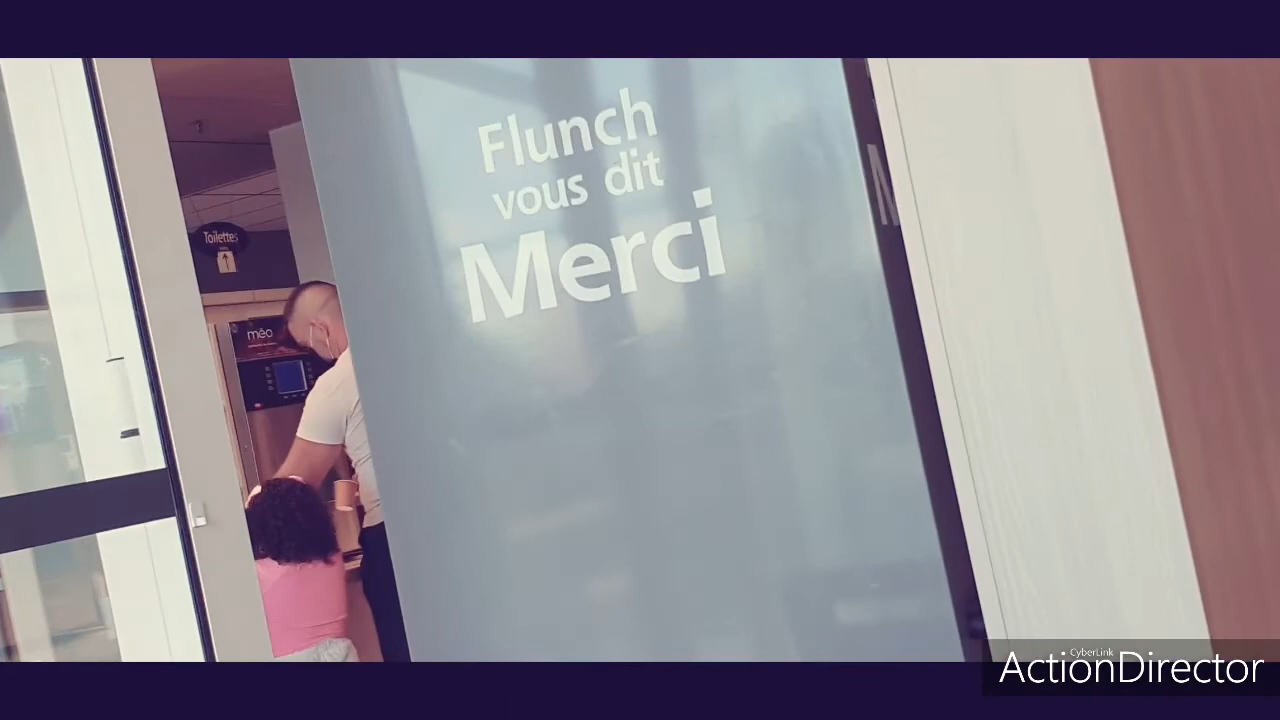 Flunch
vous dit
Merci
Toilettes
méo
M
CyberLink
ActionDirector